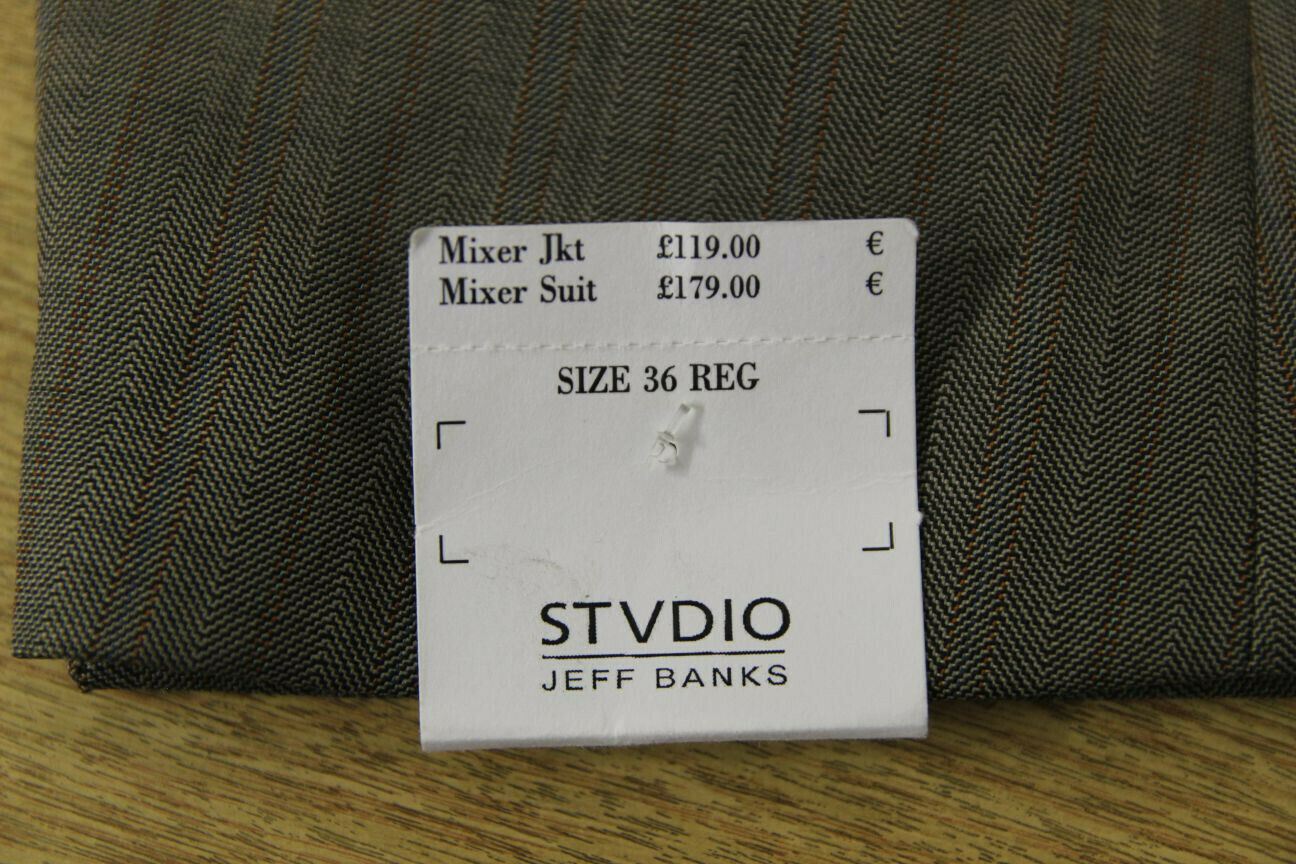 Mixer Jkt £119.00 €
Mixer Suit £179.00 €
SIZE 36 REG
STVDIO
JEFF BANKS